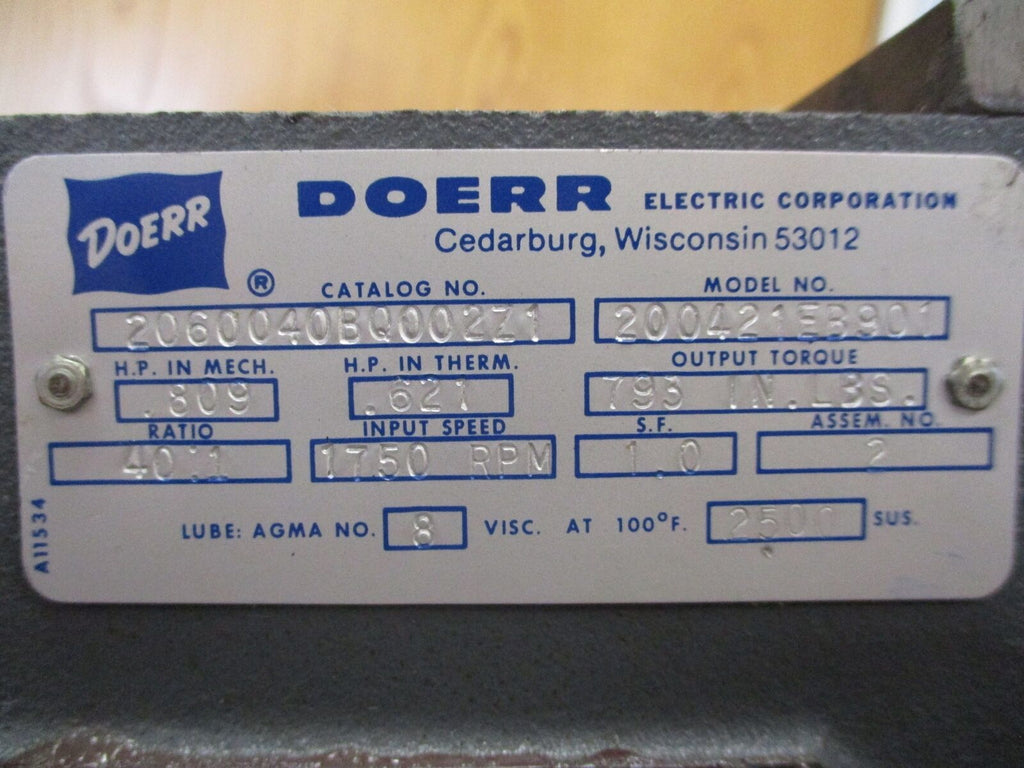 DOERR
DOERR ELECTRIC CORPORATION
Cedarburg, Wisconsin 53012
®
CATALOG NO. MODEL NO.
2060040BQ002Z1 200421EB901
H.P. IN MECH. H.P. IN THERM. OUTPUT TORQUE
.809 .621 793 IN.LBS.
RATIO INPUT SPEED S.F. ASSEM. NO.
40:1 1750 RPM 1.0 2
LUBE: AGMA NO. 8 VISC. AT 100°F. 2500 SUS.
A11534